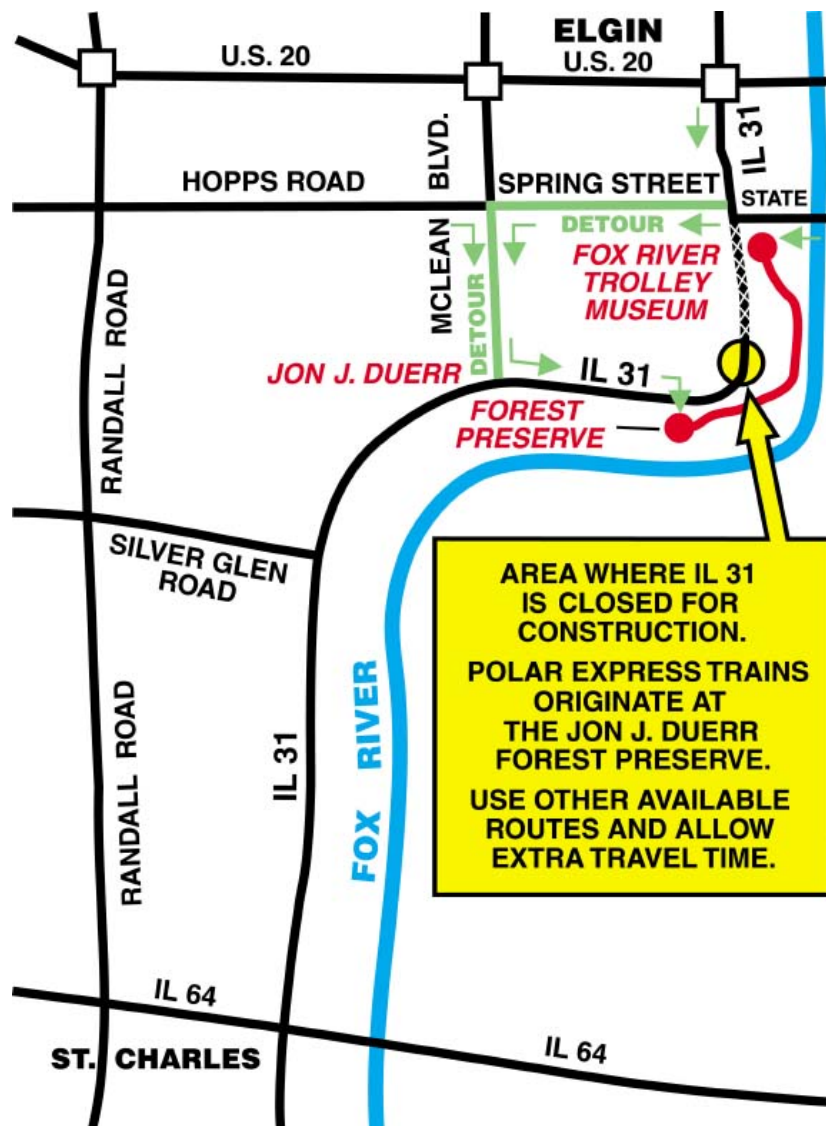 ELGIN
U.S. 20
U.S. 20
IL 31
MCLEAN BLVD.
HOPPS ROAD
SPRING STREET
STATE
DETOUR
FOX RIVER
TROLLEY
MUSEUM
DETOUR
RANDALL ROAD
JON J. DUERR
IL 31
FOREST
PRESERVE
SILVER GLEN
ROAD
AREA WHERE IL 31
IS CLOSED FOR
CONSTRUCTION.
POLAR EXPRESS TRAINS
ORIGINATE AT
THE JON J. DUERR
FOREST PRESERVE.
USE OTHER AVAILABLE
ROUTES AND ALLOW
EXTRA TRAVEL TIME.
RANDALL ROAD
IL 31
FOX RIVER
IL 64
ST. CHARLES
IL 64